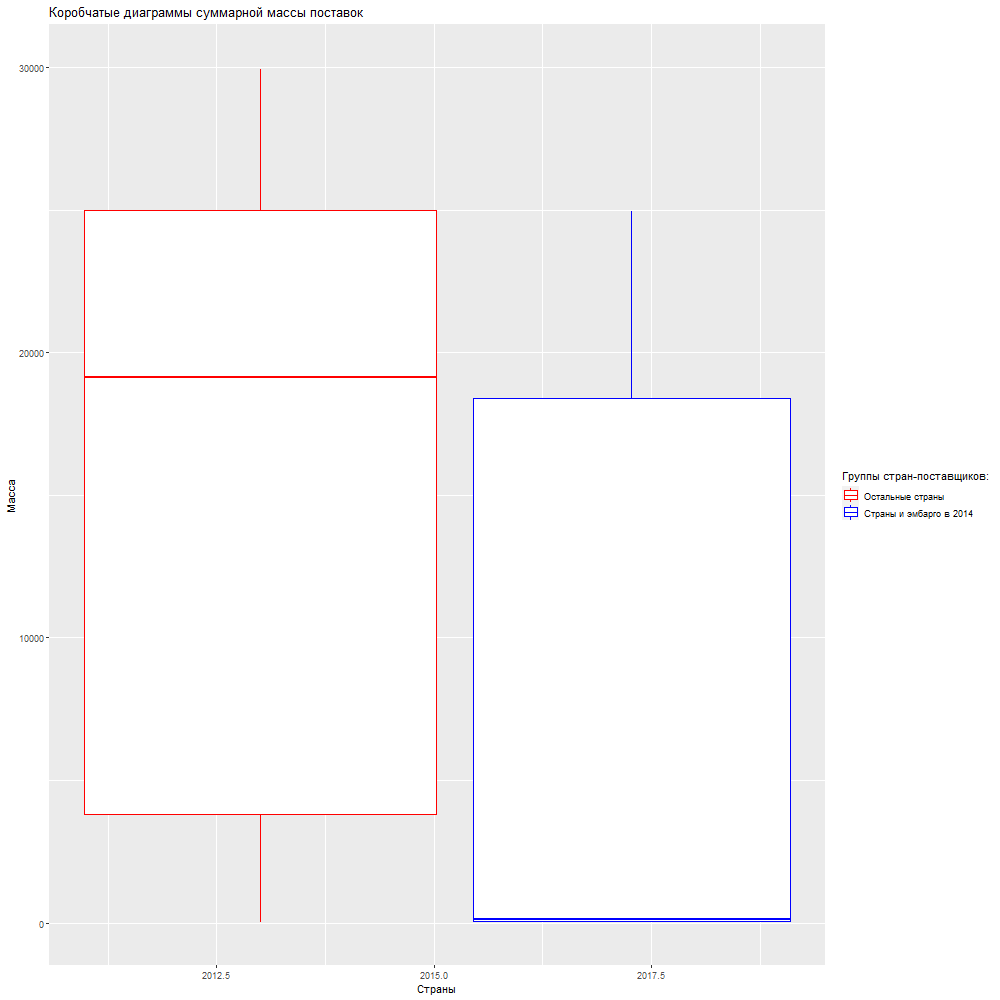 Коробчатые диаграммы суммарной массы поставок
30000
20000
10000
0
Масса
2012.5
2015.0
2017.5
Страны
Группы стран-поставщиков:
Остальные страны
Страны и эмбарго в 2014